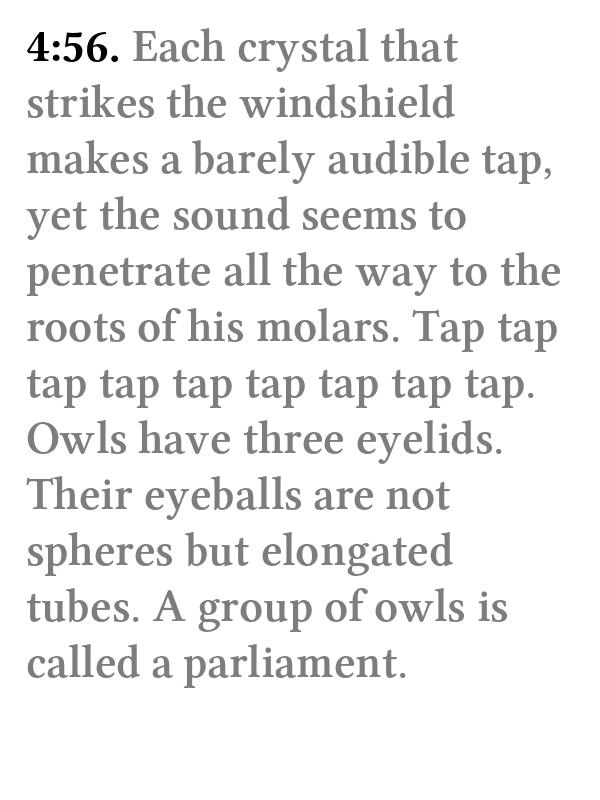 4:56. Each crystal that
strikes the windshield
makes a barely audible tap,
yet the sound seems to
penetrate all the way to the
roots of his molars. Tap tap
tap tap tap tap tap tap tap.
Owls have three eyelids.
Their eyeballs are not
spheres but elongated
tubes. A group of owls is
called a parliament.